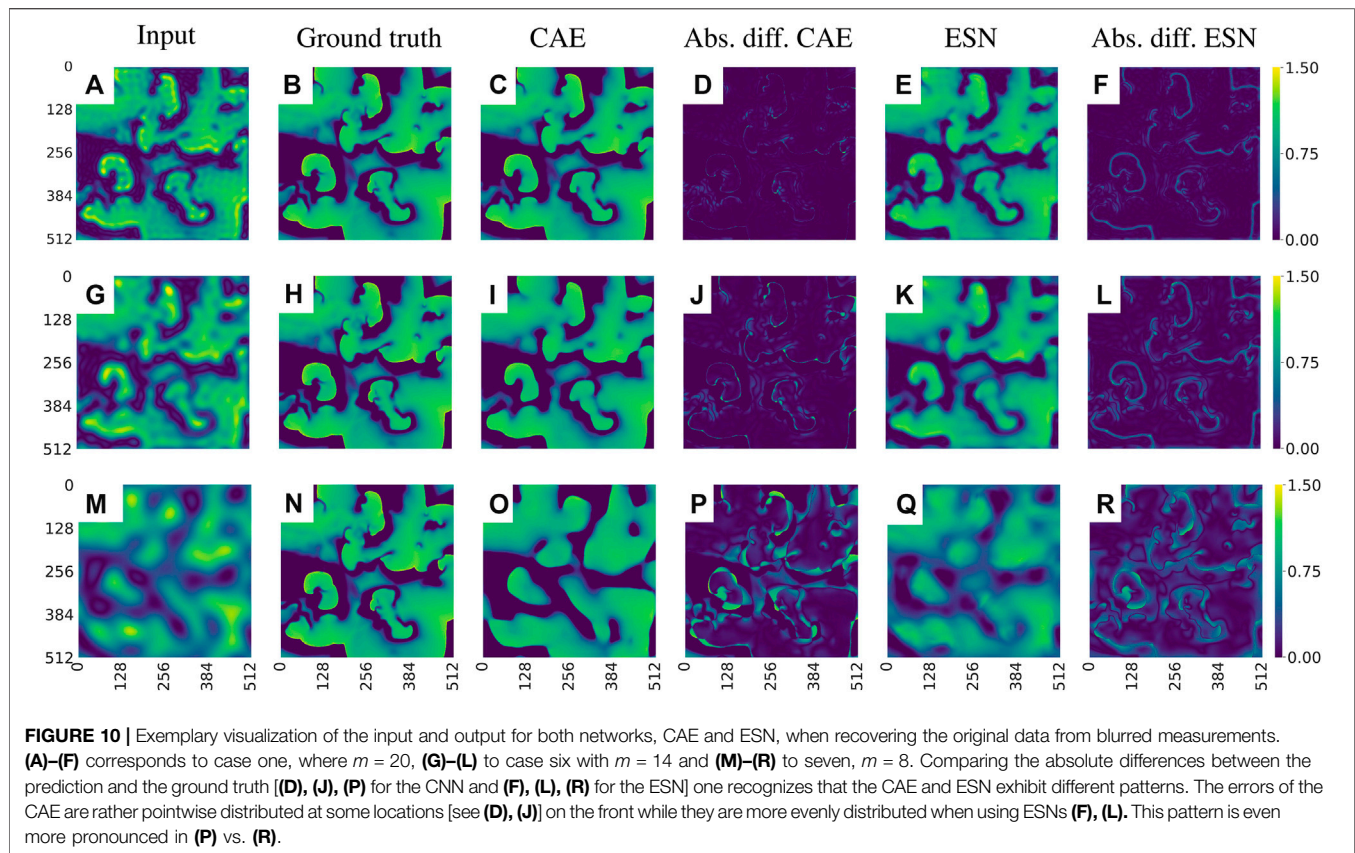 Input Ground truth CAE Abs. diff. CAE ESN Abs. diff. ESN
A B C D E F
0
128
256
384
512
1.50
0.75
0.00
G H I J K L
0
128
256
384
512
1.50
0.75
0.00
M N O P Q R
0
128
256
384
512
1.50
0.75
0.00
0 128 256 384 512 0 128 256 384 512 0 128 256 384 512 0 128 256 384 512 0 128 256 384 512 0 128 256 384 512
FIGURE 10 | Exemplary visualization of the input and output for both networks, CAE and ESN, when recovering the original data from blurred measurements.
(A)–(F) corresponds to case one, where m = 20, (G)–(L) to case six with m = 14 and (M)–(R) to seven, m = 8. Comparing the absolute differences between the
prediction and the ground truth [(D), (J), (P) for the CNN and (F), (L), (R) for the ESN] one recognizes that the CAE and ESN exhibit different patterns. The errors of the
CAE are rather pointwise distributed at some locations [see (D), (J)] on the front while they are more evenly distributed when using ESNs (F), (L). This pattern is even
more pronounced in (P) vs. (R).